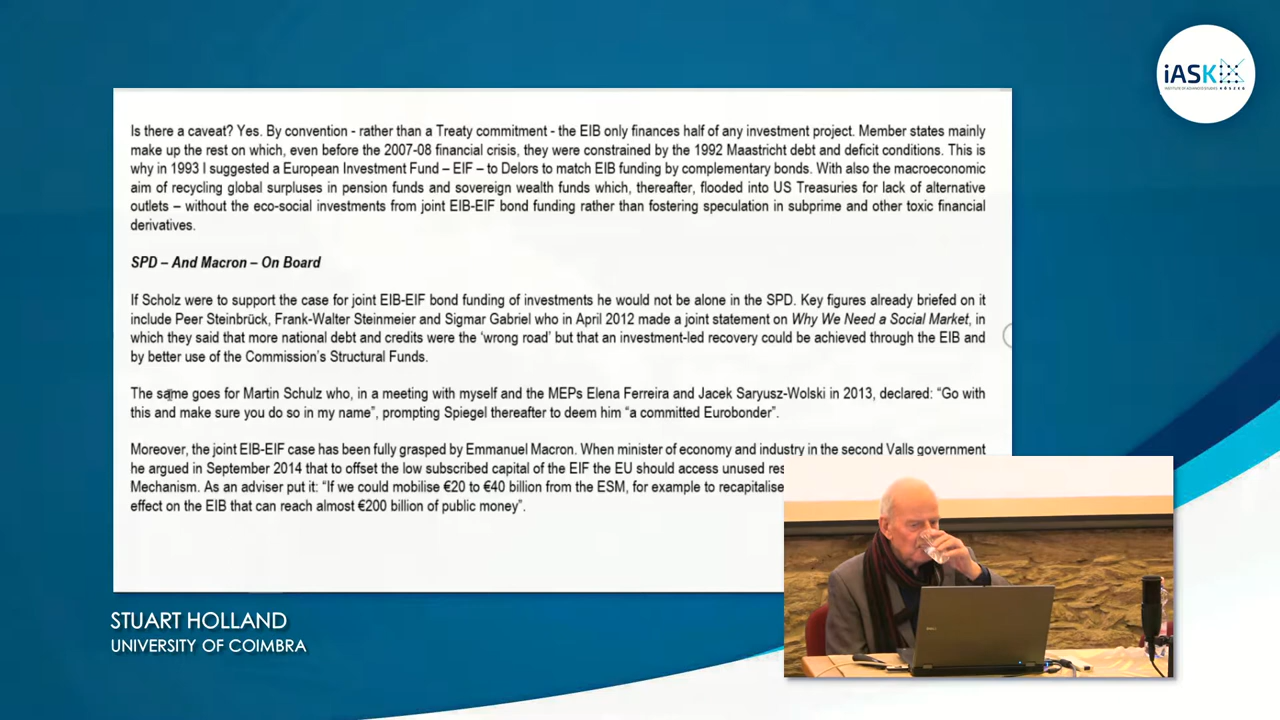 iASK
INSTITUTE OF ADVANCED STUDIES KŐSZEG
Is there a caveat? Yes. By convention - rather than a Treaty commitment - the EIB only finances half of any investment project. Member states mainly
make up the rest on which, even before the 2007-08 financial crisis, they were constrained by the 1992 Maastricht debt and deficit conditions. This is
why in 1993 I suggested a European Investment Fund – EIF – to Delors to match EIB funding by complementary bonds. With also the macroeconomic
aim of recycling global surpluses in pension funds and sovereign wealth funds which, thereafter, flooded into US Treasuries for lack of alternative
outlets – without the eco-social investments from joint EIB-EIF bond funding rather than fostering speculation in subprime and other toxic financial
derivatives.
SPD – And Macron – On Board
If Scholz were to support the case for joint EIB-EIF bond funding of investments he would not be alone in the SPD. Key figures already briefed on it
include Peer Steinbrück, Frank-Walter Steinmeier and Sigmar Gabriel who in April 2012 made a joint statement on Why We Need a Social Market, in
which they said that more national debt and credits were the ‘wrong road’ but that an investment-led recovery could be achieved through the EIB and
by better use of the Commission’s Structural Funds.
The same goes for Martin Schulz who, in a meeting with myself and the MEPs Elena Ferreira and Jacek Saryusz-Wolski in 2013, declared: “Go with
this and make sure you do so in my name”, prompting Spiegel thereafter to deem him “a committed Eurobonder”.
Moreover, the joint EIB-EIF case has been fully grasped by Emmanuel Macron. When minister of economy and industry in the second Valls government
he argued in September 2014 that to offset the low subscribed capital of the EIF the EU should access unused res
Mechanism. As an adviser put it: “If we could mobilise €20 to €40 billion from the ESM, for example to recapitalise
effect on the EIB that can reach almost €200 billion of public money”.
STUART HOLLAND
UNIVERSITY OF COIMBRA